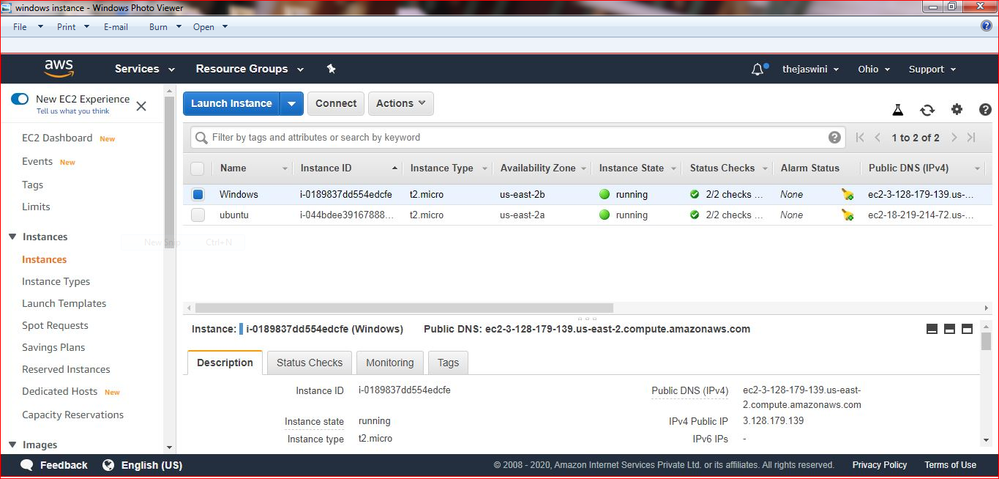 windows instance - Windows Photo Viewer
File Print E-mail Burn Open
aws Services Resource Groups thejaswini Ohio Support
New EC2 Experience
Tell us what you think
EC2 Dashboard New
Events New
Tags
Limits
Instances
Instances
Instance Types
Launch Templates
Spot Requests
Savings Plans
Reserved Instances
Dedicated Hosts New
Capacity Reservations
Images
New Snip Ctrl+N
Launch Instance Connect Actions
Filter by tags and attributes or search by keyword 1 to 2 of 2
Name Instance ID Instance Type Availability Zone Instance State Status Checks Alarm Status Public DNS (IPv4)
Windows i-0189837dd554edcfe t2.micro us-east-2b running 2/2 checks ... None ec2-3-128-179-139.us-...
ubuntu i-044bdee39167888... t2.micro us-east-2a running 2/2 checks ... None ec2-18-219-214-72.us-...
Instance: i-0189837dd554edcfe (Windows) Public DNS: ec2-3-128-179-139.us-east-2.compute.amazonaws.com
Description Status Checks Monitoring Tags
Instance ID i-0189837dd554edcfe Public DNS (IPv4) ec2-3-128-179-139.us-east-
2.compute.amazonaws.com
Instance state running IPv4 Public IP 3.128.179.139
Instance type t2.micro IPv6 IPs -
Feedback English (US) © 2008 - 2020, Amazon Internet Services Private Ltd. or its affiliates. All rights reserved. Privacy Policy Terms of Use